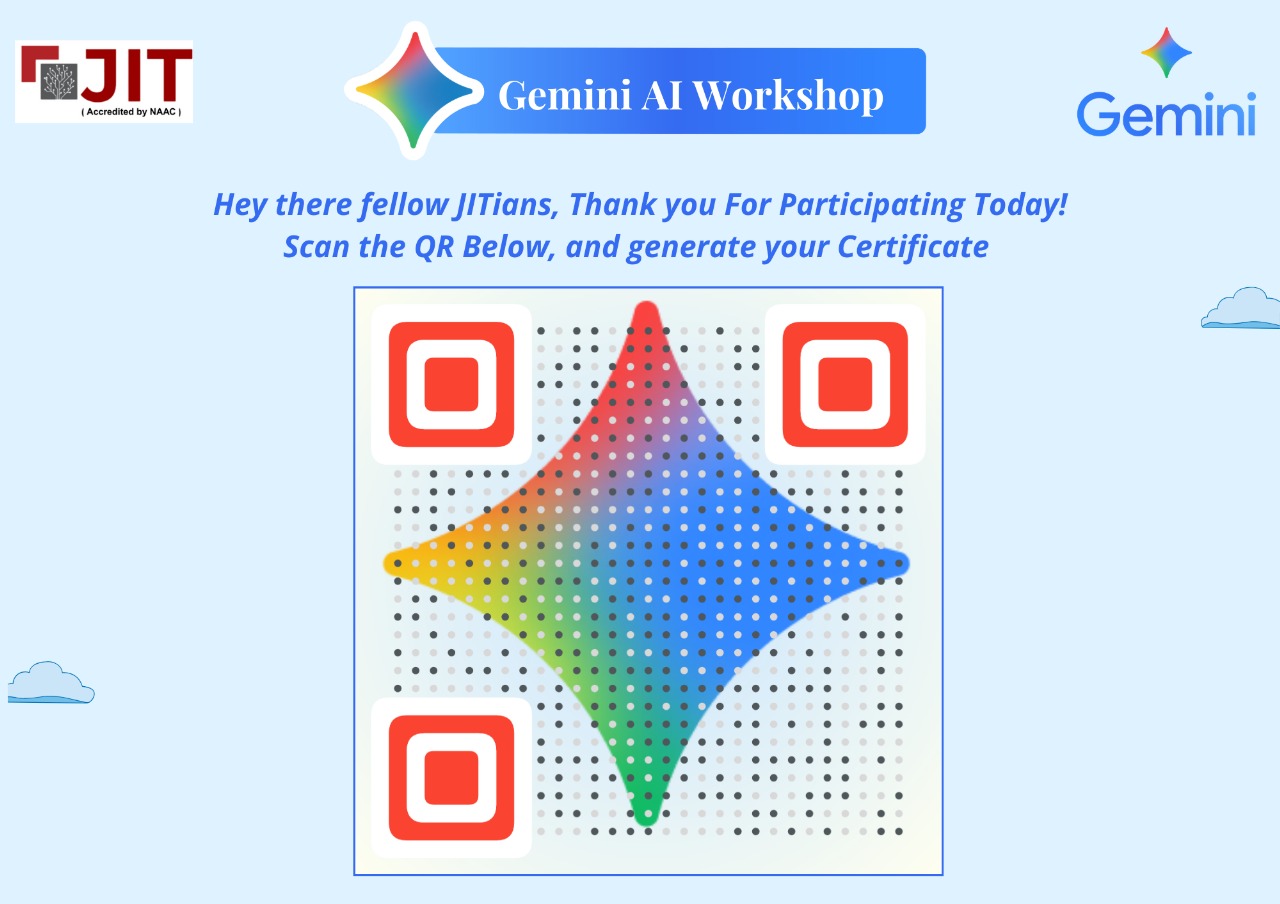 JIT
( Accredited by NAAC )
Gemini AI Workshop
Gemini
Hey there fellow JITians, Thank you For Participating Today!
Scan the QR Below, and generate your Certificate